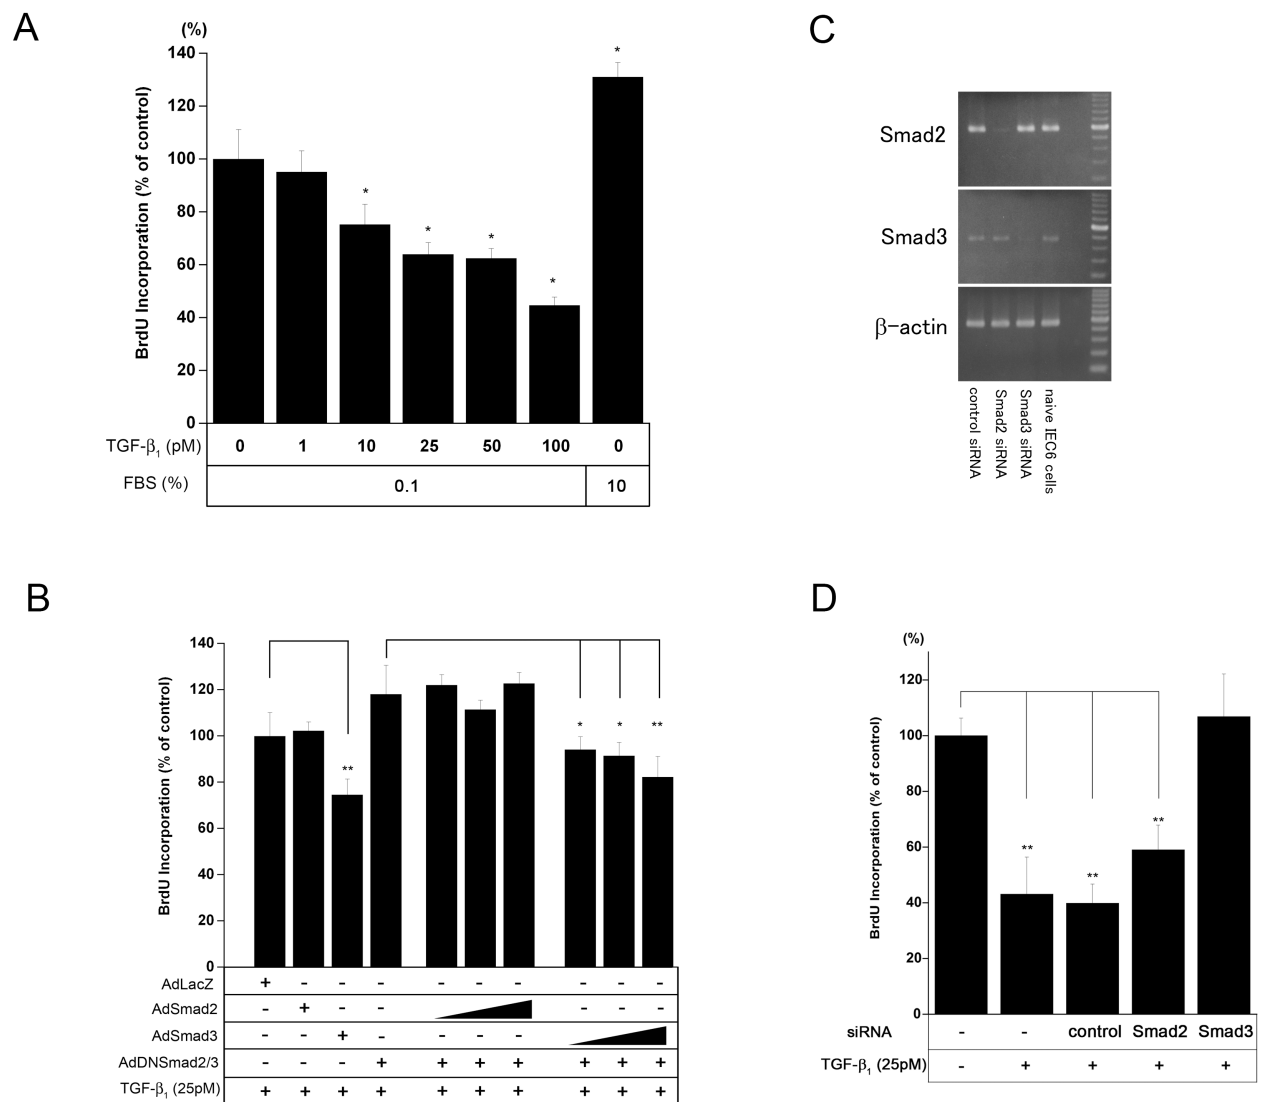 A
(%)
140
120
100
80
60
40
20
0
BrdU Incorporation (% of control)
* * * * *
TGF-β1 (pM) 0 1 10 25 50 100 0
FBS (%) 0.1 10
C
Smad2
Smad3
β-actin
control siRNA
Smad2 siRNA
Smad3 siRNA
naive IEC6 cells
B
140
120
100
80
60
40
20
0
BrdU Incorporation (% of control)
** * * **
AdLacZ + - - - - - - - - -
AdSmad2 - + - - - - -
AdSmad3 - - + - - - -
AdDNSmad2/3 - - - + + + + + + +
TGF-β1 (25pM) + + + + + + + + + +
D
(%)
120
100
80
60
40
20
0
BrdU Incorporation (% of control)
** ** **
siRNA - - control Smad2 Smad3
TGF-β1 (25pM) - + + + +